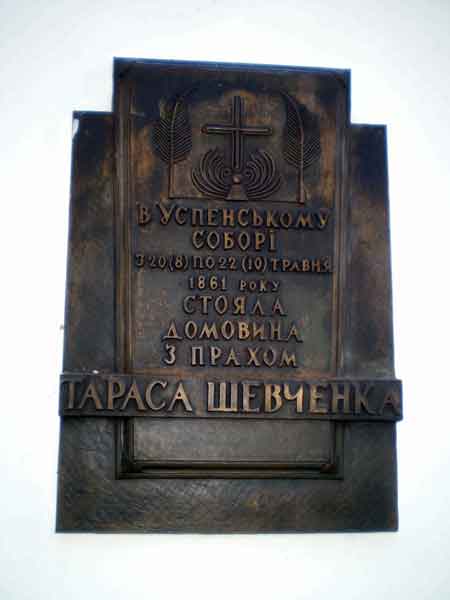 В УСПЕНСЬКОМУ
СОБОРІ
З 20 (8) ПО 22 (10) ТРАВНЯ
1861 РОКУ
СТОЯЛА
ДОМОВИНА
З ПРАХОМ
ТАРАСА ШЕВЧЕНКА